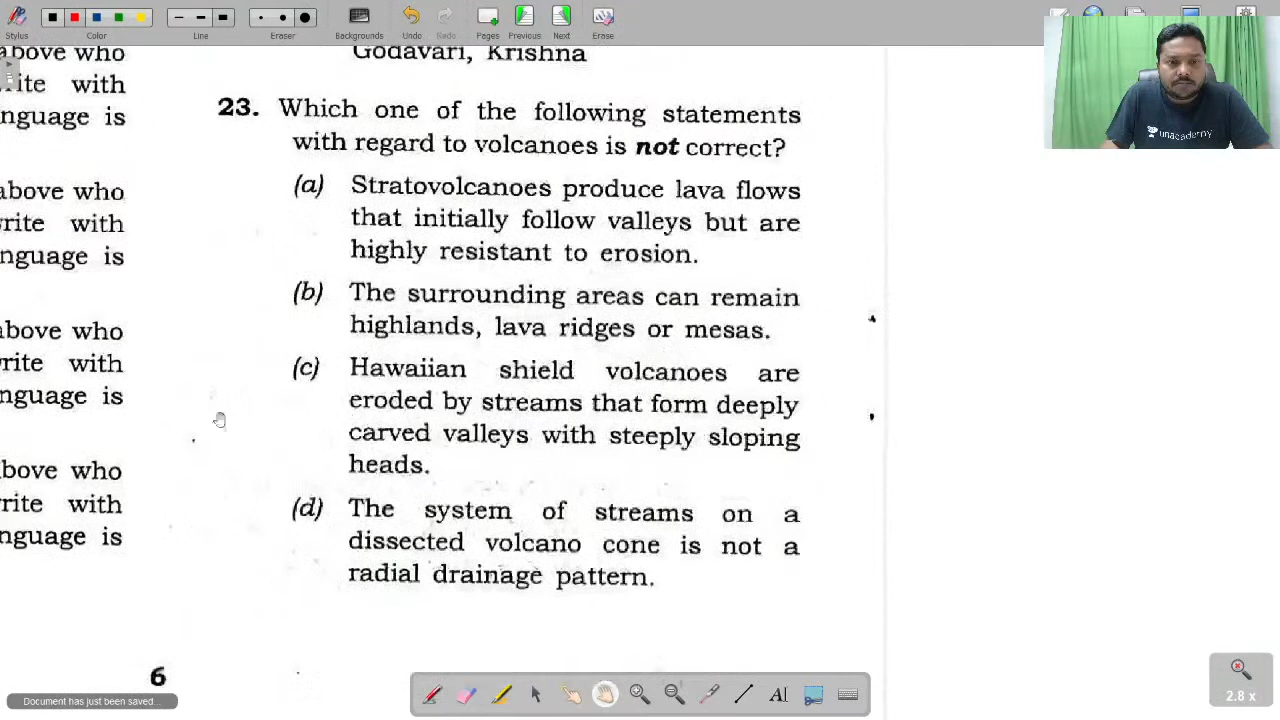 Stylus
Color
Line
Eraser
Backgrounds
Undo
Redo
Pages
Previous
Next
Erase
unacademy
above who
rite with
nguage is
above who
rite with
nguage is
above who
rite with
nguage is
bove who
rite with
nguage is
6
Godavari, Krishna
23. Which one of the following statements
with regard to volcanoes is not correct?
(a) Stratovolcanoes produce lava flows
that initially follow valleys but are
highly resistant to erosion.
(b) The surrounding areas can remain
highlands, lava ridges or mesas.
(c) Hawaiian shield volcanoes are
eroded by streams that form deeply
carved valleys with steeply sloping
heads.
(d) The system of streams on a
dissected volcano cone is not a
radial drainage pattern.
Document has just been saved...
AI
2.8 x